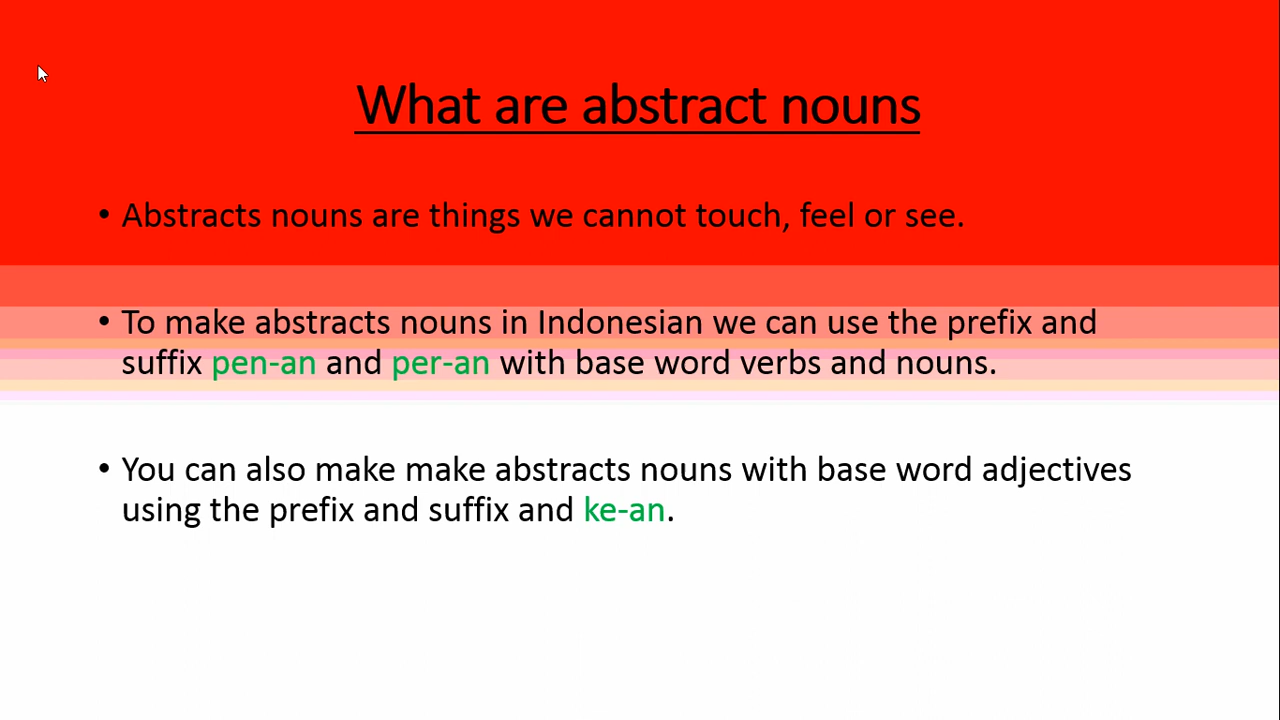 What are abstract nouns
• Abstracts nouns are things we cannot touch, feel or see.
• To make abstracts nouns in Indonesian we can use the prefix and
suffix pen-an and per-an with base word verbs and nouns.
• You can also make make abstracts nouns with base word adjectives
using the prefix and suffix and ke-an.